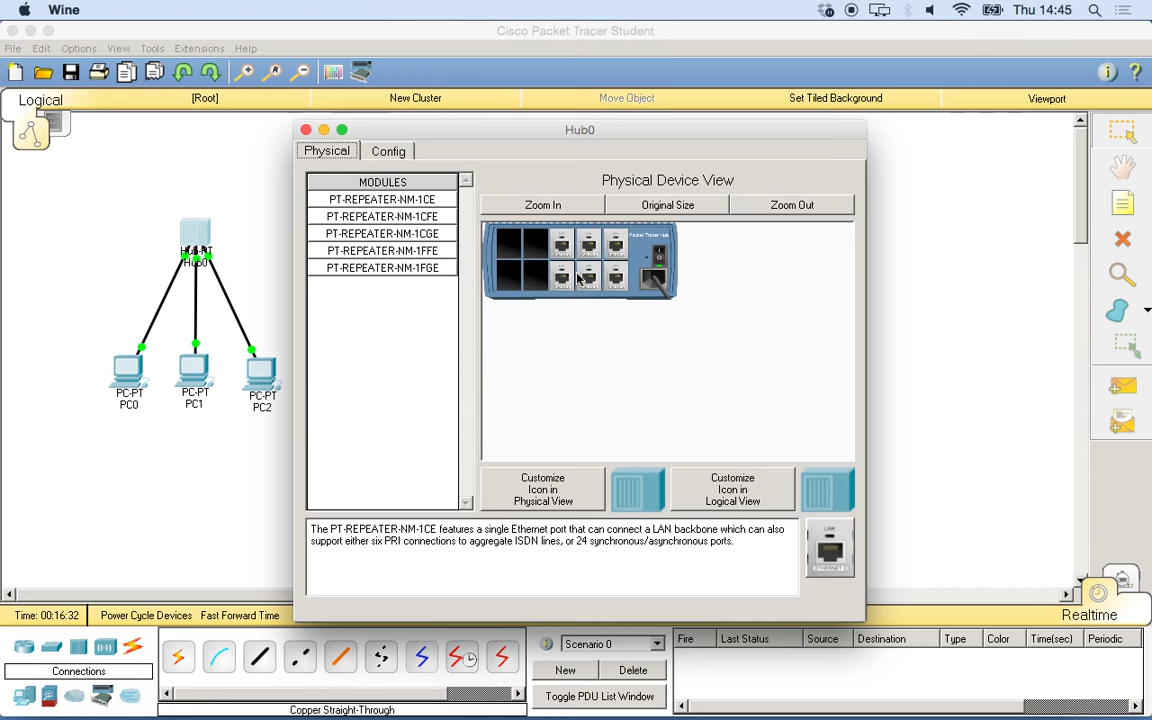 Wine
Thu 14:45
Cisco Packet Tracer Student
File Edit Options View Tools Extensions Help
Logical
[Root]
New Cluster
Move Object
Set Tiled Background
Viewport
Hub0
Physical
Config
MODULES
PT-REPEATER-NM-1CE
PT-REPEATER-NM-1CFE
PT-REPEATER-NM-1CGE
PT-REPEATER-NM-1FFE
PT-REPEATER-NM-1FGE
Physical Device View
Zoom In
Original Size
Zoom Out
Packet Tracer Hub
Hub-PT
Hub0
PC-PT
PC0
PC-PT
PC1
PC-PT
PC2
Customize
Icon in
Physical View
Customize
Icon in
Logical View
The PT-REPEATER-NM-1CE features a single Ethernet port that can connect a LAN backbone which can also
support either six PRI connections to aggregate ISDN lines, or 24 synchronous/asynchronous ports.
LINK
Time: 00:16:32
Power Cycle Devices Fast Forward Time
Realtime
Connections
Copper Straight-Through
Scenario 0
New
Delete
Toggle PDU List Window
Fire
Last Status
Source
Destination
Type
Color
Time(sec)
Periodic